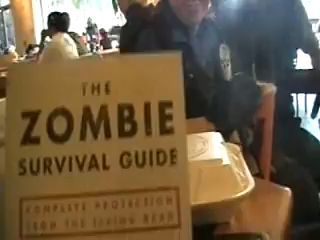 THE
ZOMBIE
SURVIVAL GUIDE
COMPLETE PROTECTION
FROM THE LIVING DEAD